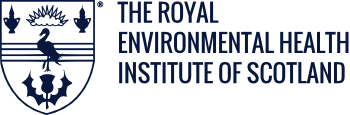 THE ROYAL
ENVIRONMENTAL HEALTH
INSTITUTE OF SCOTLAND
®